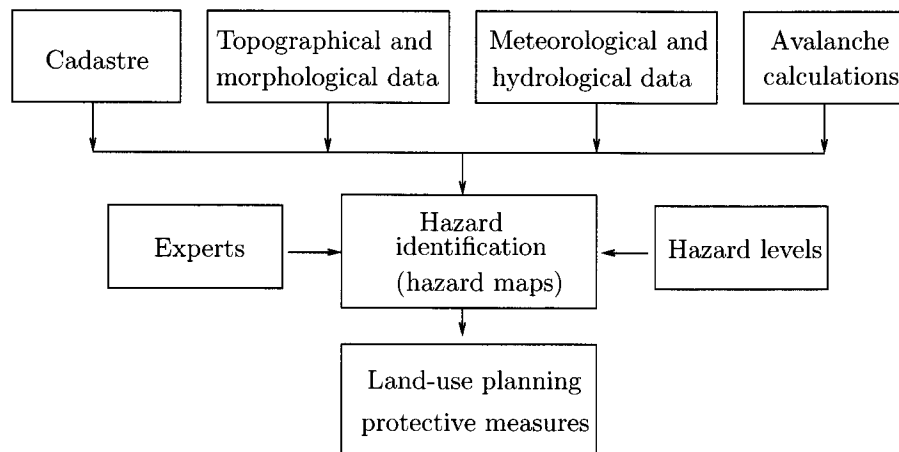 Cadastre
Topographical and
morphological data
Meteorological and
hydrological data
Avalanche
calculations
Experts
Hazard
identification
(hazard maps)
Hazard levels
Land-use planning
protective measures